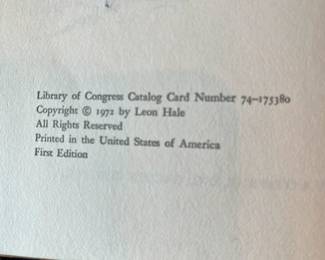 Library of Congress Catalog Card Number 74–175380
Copyright © 1971 by Leon Hale
All Rights Reserved
Printed in the United States of America
First Edition